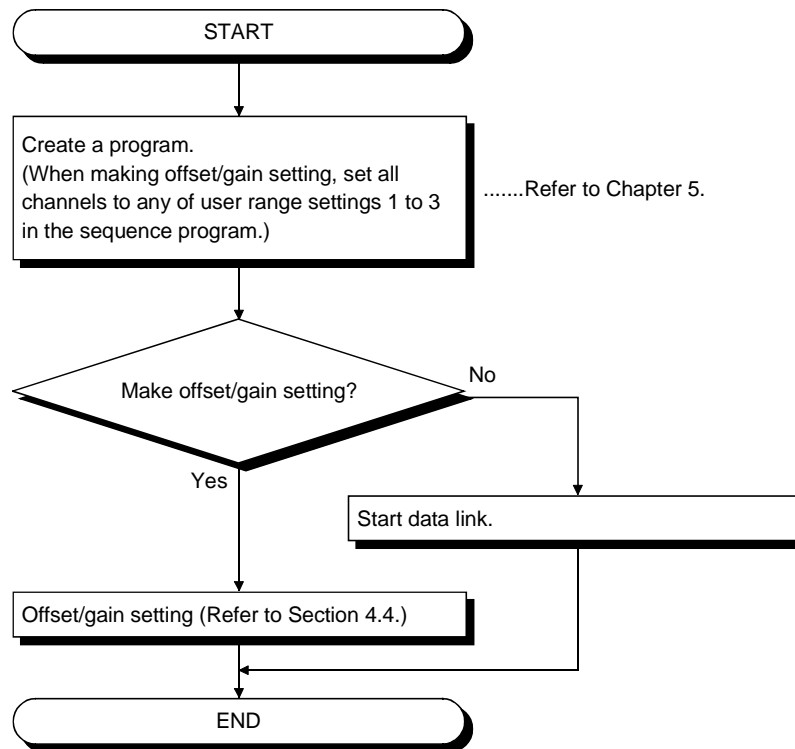 START
Create a program.
(When making offset/gain setting, set all
channels to any of user range settings 1 to 3
in the sequence program.)
.......Refer to Chapter 5.
Make offset/gain setting?
No
Yes
Start data link.
Offset/gain setting (Refer to Section 4.4.)
END